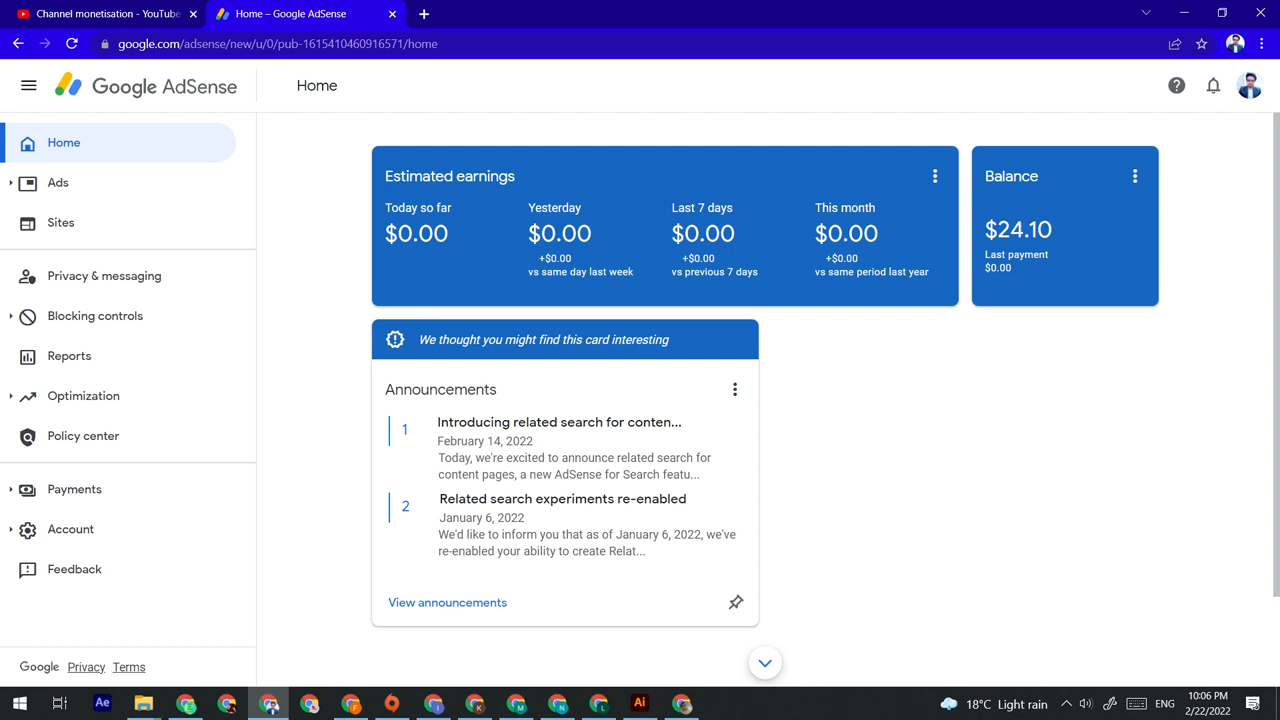 Channel monetisation - YouTube
Home – Google AdSense
google.com/adsense/new/u/0/pub-1615410460916571/home
Google AdSense
Home
Home
Ads
Sites
Privacy & messaging
Blocking controls
Reports
Optimization
Policy center
Payments
Account
Feedback
Google Privacy Terms
Estimated earnings
Today so far
$0.00
Yesterday
$0.00
+$0.00
vs same day last week
Last 7 days
$0.00
+$0.00
vs previous 7 days
This month
$0.00
+$0.00
vs same period last year
Balance
$24.10
Last payment
$0.00
We thought you might find this card interesting
Announcements
1
Introducing related search for conten...
February 14, 2022
Today, we're excited to announce related search for
content pages, a new AdSense for Search featu...
2
Related search experiments re-enabled
January 6, 2022
We'd like to inform you that as of January 6, 2022, we've
re-enabled your ability to create Relat...
View announcements
Ae
F
I
K
M
N
L
Ai
18°C Light rain
ENG
10:06 PM
2/22/2022